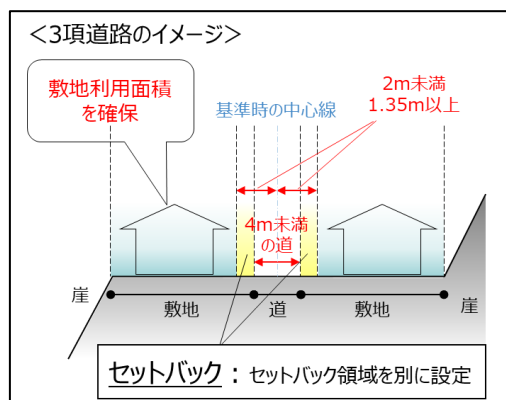 <3項道路のイメージ>
敷地利用面積
を確保
基準時の中心線
2m未満
1.35m以上
4m未満
の道
崖
敷地
道
敷地
崖
セットバック : セットバック領域を別に設定